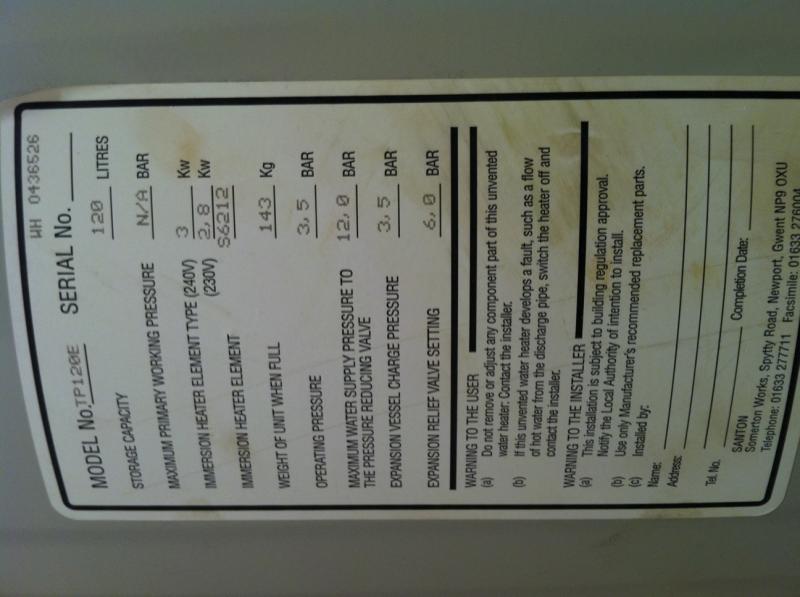 WH 0436526
MODEL No. TP120E SERIAL No.
STORAGE CAPACITY 120 LITRES
MAXIMUM PRIMARY WORKING PRESSURE N/A BAR
IMMERSION HEATER ELEMENT TYPE (240V) 3 Kw
(230V) 2,8 Kw
IMMERSION HEATER ELEMENT S6212
WEIGHT OF UNIT WHEN FULL 143 Kg
OPERATING PRESSURE 3,5 BAR
MAXIMUM WATER SUPPLY PRESSURE TO
THE PRESSURE REDUCING VALVE 12,0 BAR
EXPANSION VESSEL CHARGE PRESSURE 3,5 BAR
EXPANSION RELIEF VALVE SETTING 6,0 BAR
WARNING TO THE USER
(a) Do not remove or adjust any component part of this unvented
water heater: Contact the installer.
(b) If this unvented water heater develops a fault, such as a flow
of hot water from the discharge pipe, switch the heater off and
contact the installer.
WARNING TO THE INSTALLER
(a) This installation is subject to building regulation approval.
Notify the Local Authority of intention to install.
(b) Use only Manufacturer's recommended replacement parts.
(c) Installed by:
Name:
Address:
Tel. No.
Completion Date:
SANTON
Somerton Works, Spytty Road, Newport, Gwent NP9 OXU
Telephone: 01633 277711 Facsimile: 01633 276004